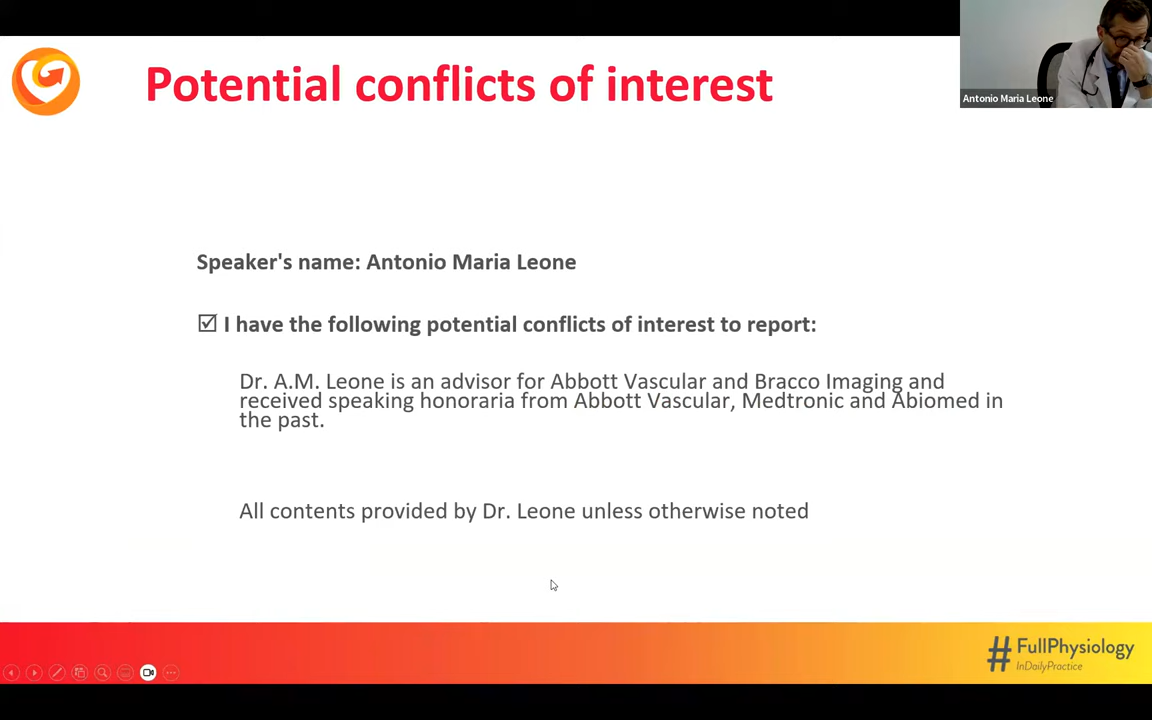 Potential conflicts of interest
Antonio Maria Leone
Speaker's name: Antonio Maria Leone
I have the following potential conflicts of interest to report:
Dr. A.M. Leone is an advisor for Abbott Vascular and Bracco Imaging and
received speaking honoraria from Abbott Vascular, Medtronic and Abiomed in
the past.
All contents provided by Dr. Leone unless otherwise noted
#FullPhysiology
InDailyPractice